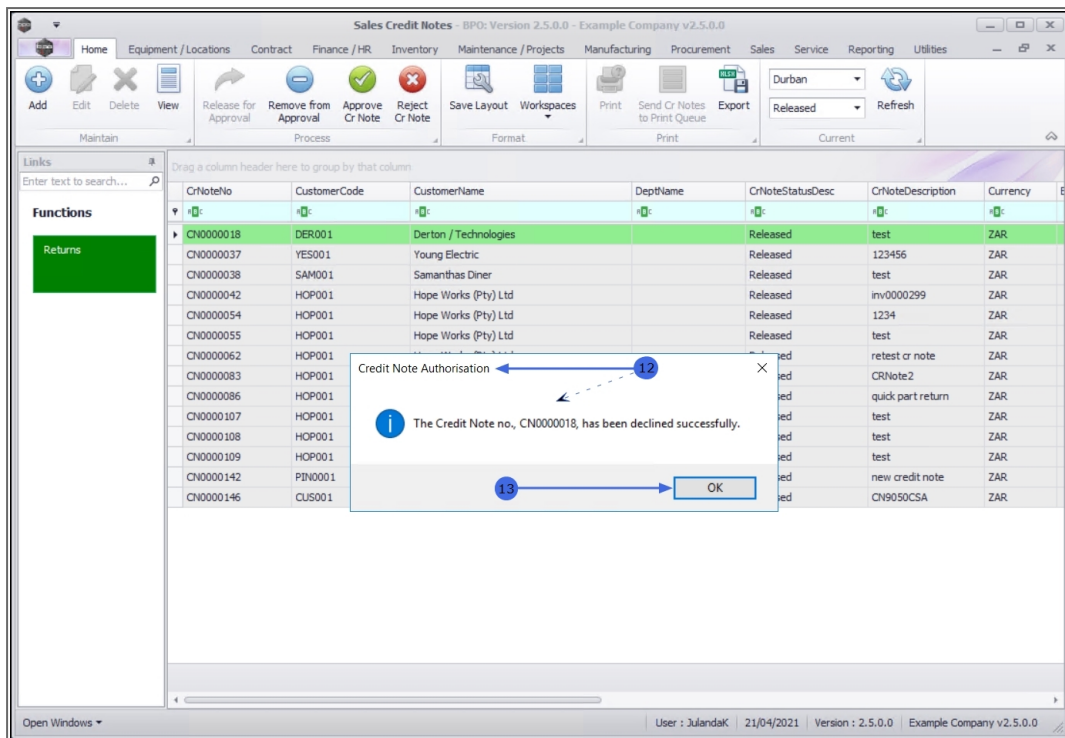 Sales Credit Notes - BPO: Version 2.5.0.0 - Example Company v2.5.0.0
Home Equipment / Locations Contract Finance / HR Inventory Maintenance / Projects Manufacturing Procurement Sales Service Reporting Utilities
Add Edit Delete View Release for Approval Remove from Approval Approve Cr Note Reject Cr Note Save Layout Workspaces Print Send Cr Notes to Print Queue Export Durban Released Refresh
Maintain Process Format Print Current
Links
Enter text to search...
Functions
Returns
Drag a column header here to group by that column
CrNoteNo CustomerCode CustomerName DeptName CrNoteStatusDesc CrNoteDescription Currency E
CN0000018 DER001 Derton / Technologies Released test ZAR
CN0000037 YES001 Young Electric Released 123456 ZAR
CN0000038 SAM001 Samanthas Diner Released test ZAR
CN0000042 HOP001 Hope Works (Pty) Ltd Released inv0000299 ZAR
CN0000054 HOP001 Hope Works (Pty) Ltd Released 1234 ZAR
CN0000055 HOP001 Hope Works (Pty) Ltd Released test ZAR
CN0000062 HOP001 retest cr note ZAR
CN0000083 HOP001 sed CRNote2 ZAR
CN0000086 HOP001 sed quick part return ZAR
CN0000107 HOP001 sed test ZAR
CN0000108 HOP001 sed test ZAR
CN0000109 HOP001 sed test ZAR
CN0000142 PIN0001 sed new credit note ZAR
CN0000146 CUS001 sed CN9050CSA ZAR
Credit Note Authorisation 12
The Credit Note no., CN0000018, has been declined successfully.
13 OK
Open Windows User : JulandaK 21/04/2021 Version : 2.5.0.0 Example Company v2.5.0.0